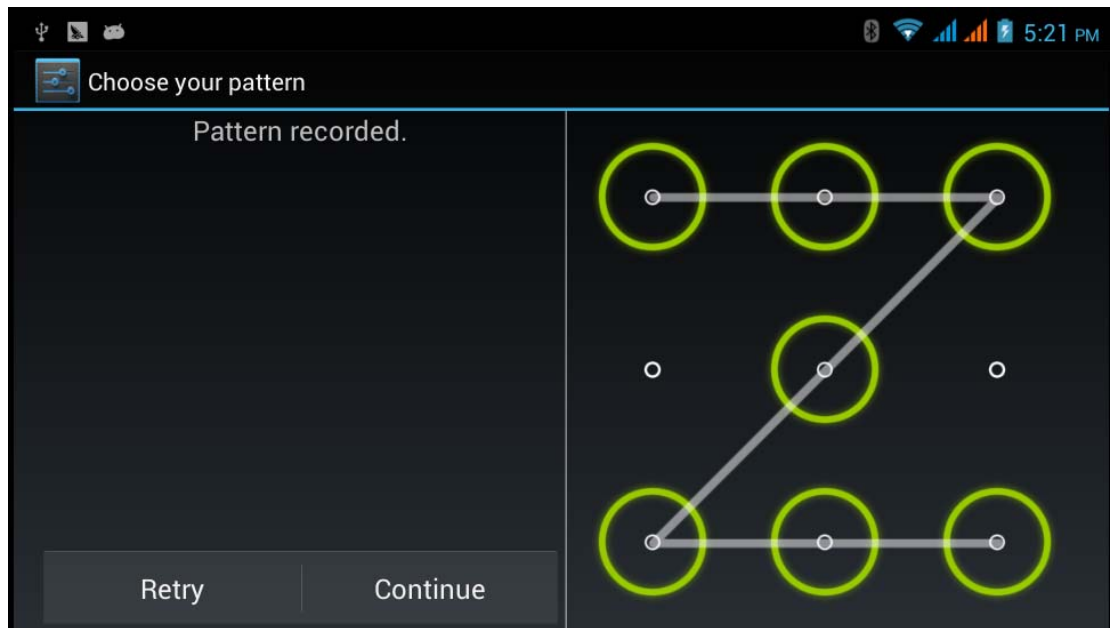 5:21 PM
Choose your pattern
Pattern recorded.
Retry
Continue